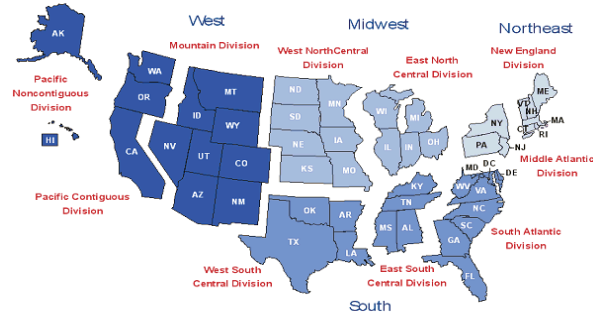 West
Midwest
Northeast
AK
Mountain Division
West NorthCentral
Division
East North
Central Division
New England
Division
Pacific
Noncontiguous
Division
WA
OR
MT
ID
WY
ND
SD
NE
KS
MN
IA
MO
WI
MI
IL
IN
OH
ME
VT
NH
NY
MA
CT
RI
PA
NJ
Middle Atlantic
Division
HI
CA
NV
UT
CO
AZ
NM
MD
DC
DE
WV
VA
KY
TN
NC
SC
OK
AR
TX
LA
MS
AL
GA
FL
Pacific Contiguous
Division
South Atlantic
Division
West South
Central Division
East South
Central Division
South